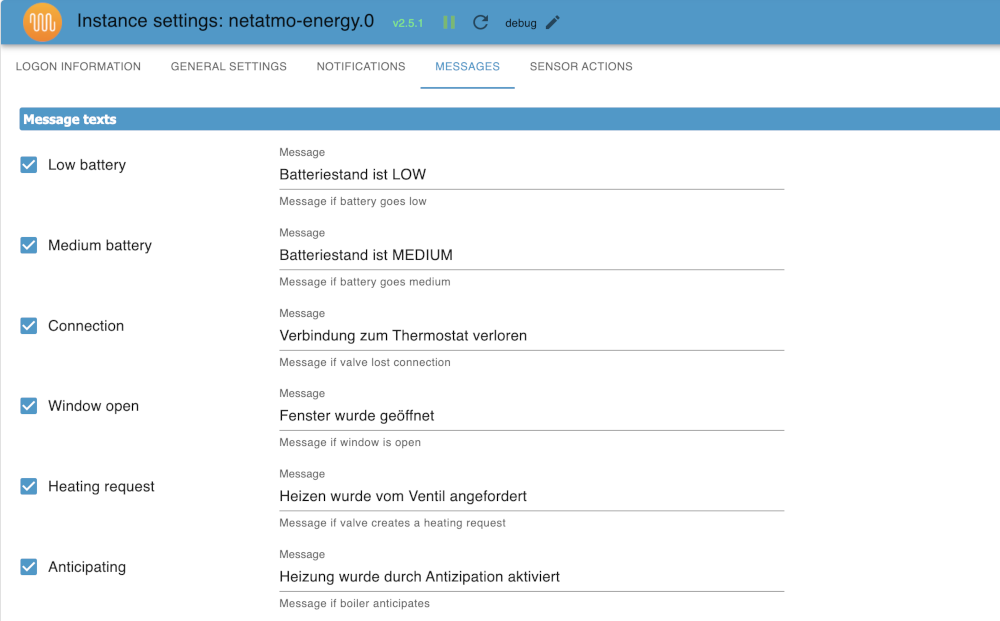 Instance settings: netatmo-energy.0 v2.5.1 debug
LOGON INFORMATION GENERAL SETTINGS NOTIFICATIONS MESSAGES SENSOR ACTIONS
Message texts
Low battery
Message
Batteriestand ist LOW
Message if battery goes low
Medium battery
Message
Batteriestand ist MEDIUM
Message if battery goes medium
Connection
Message
Verbindung zum Thermostat verloren
Message if valve lost connection
Window open
Message
Fenster wurde geöffnet
Message if window is open
Heating request
Message
Heizen wurde vom Ventil angefordert
Message if valve creates a heating request
Anticipating
Message
Heizung wurde durch Antizipation aktiviert
Message if boiler anticipates